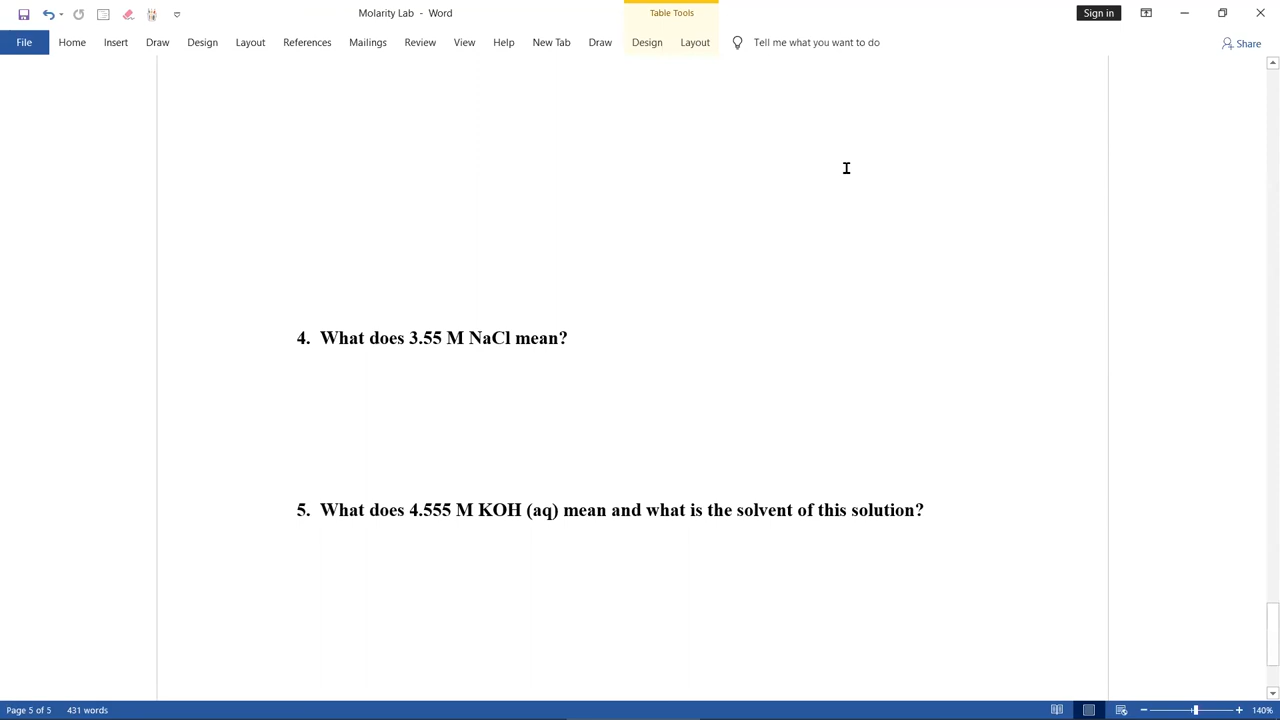 Molarity Lab - Word
Table Tools
Sign in
File Home Insert Draw Design Layout References Mailings Review View Help New Tab Draw Design Layout Tell me what you want to do Share
4. What does 3.55 M NaCl mean?
5. What does 4.555 M KOH (aq) mean and what is the solvent of this solution?
Page 5 of 5 431 words 140%